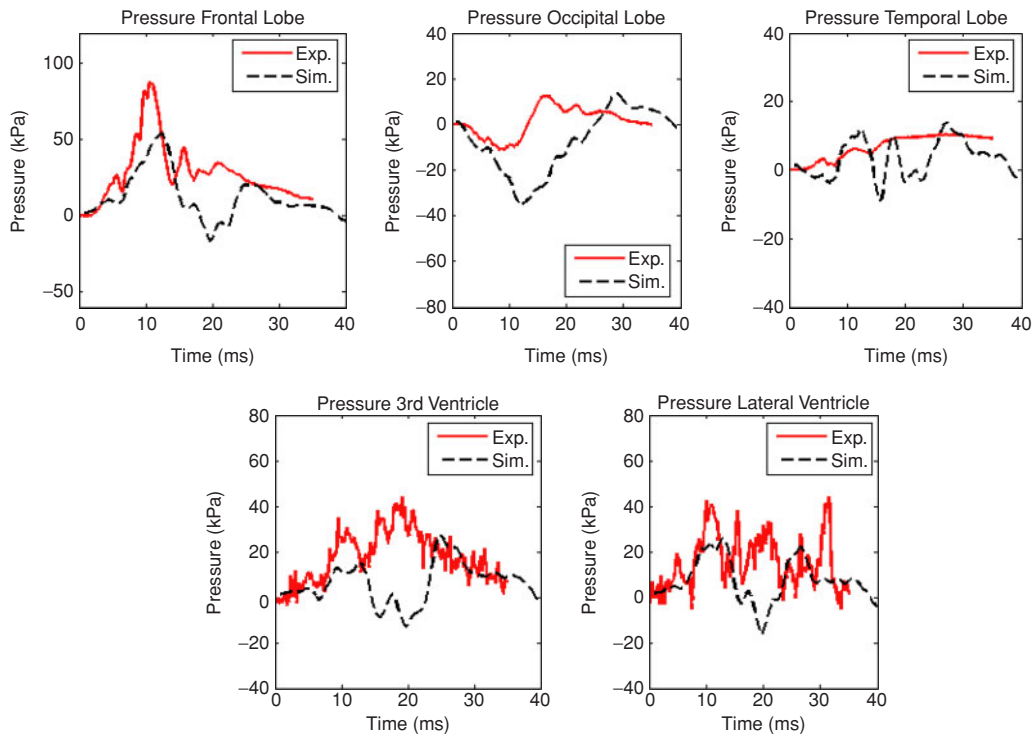 Pressure Frontal Lobe
Pressure (kPa)
100
50
0
−50
Exp.
Sim.
0 10 20 30 40
Time (ms)
Pressure Occipital Lobe
Pressure (kPa)
40
20
0
−20
−40
−60
−80
Exp.
Sim.
0 10 20 30 40
Time (ms)
Pressure Temporal Lobe
Pressure (kPa)
40
20
0
−20
−40
Exp.
Sim.
0 10 20 30 40
Time (ms)
Pressure 3rd Ventricle
Pressure (kPa)
80
60
40
20
0
−20
−40
Exp.
Sim.
0 10 20 30 40
Time (ms)
Pressure Lateral Ventricle
Pressure (kPa)
80
60
40
20
0
−20
−40
Exp.
Sim.
0 10 20 30 40
Time (ms)